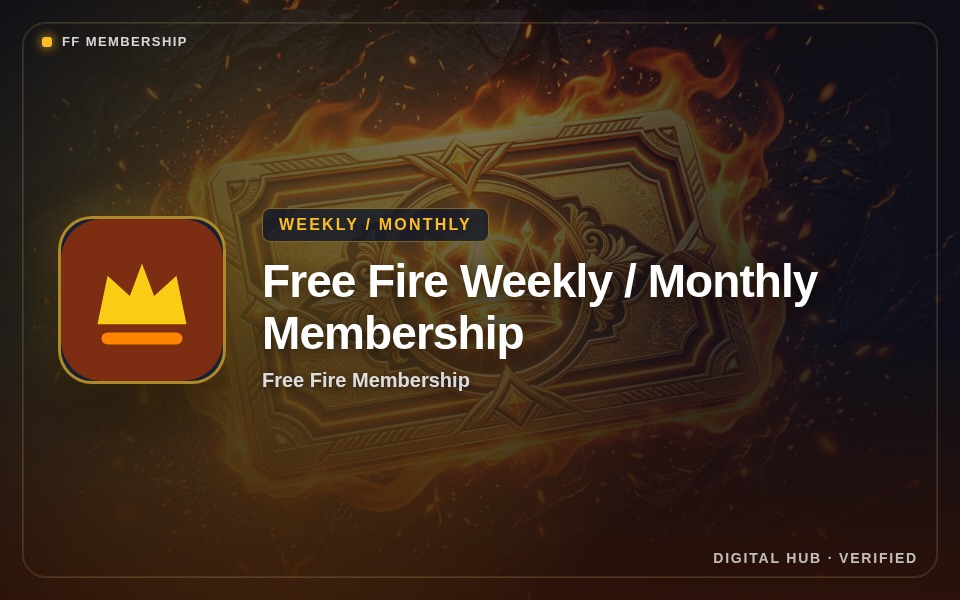 FF MEMBERSHIP
WEEKLY / MONTHLY
Free Fire Weekly / Monthly
Membership
Free Fire Membership
DIGITAL HUB · VERIFIED